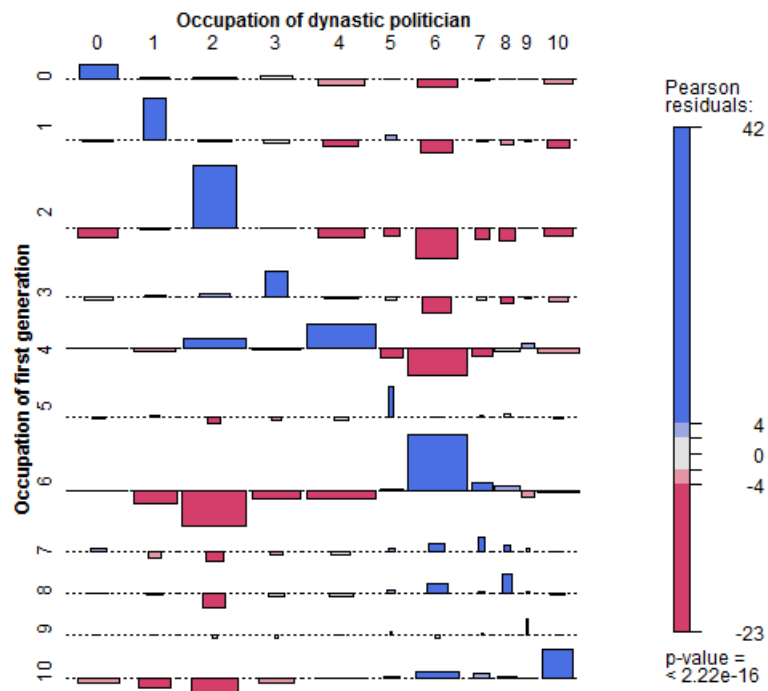 Occupation of dynastic politician
0 1 2 3 4 5 6 7 8 9 10
Occupation of first generation
0
1
2
3
4
5
6
7
8
9
10
Pearson
residuals:
42
4
0
-4
-23
p-value =
< 2.22e-16